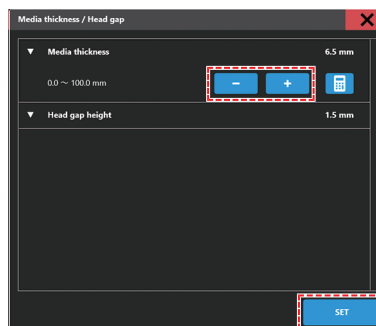 Media thickness / Head gap
▼ Media thickness 6.5 mm
0.0 ～ 100.0 mm − +
▼ Head gap height 1.5 mm
SET